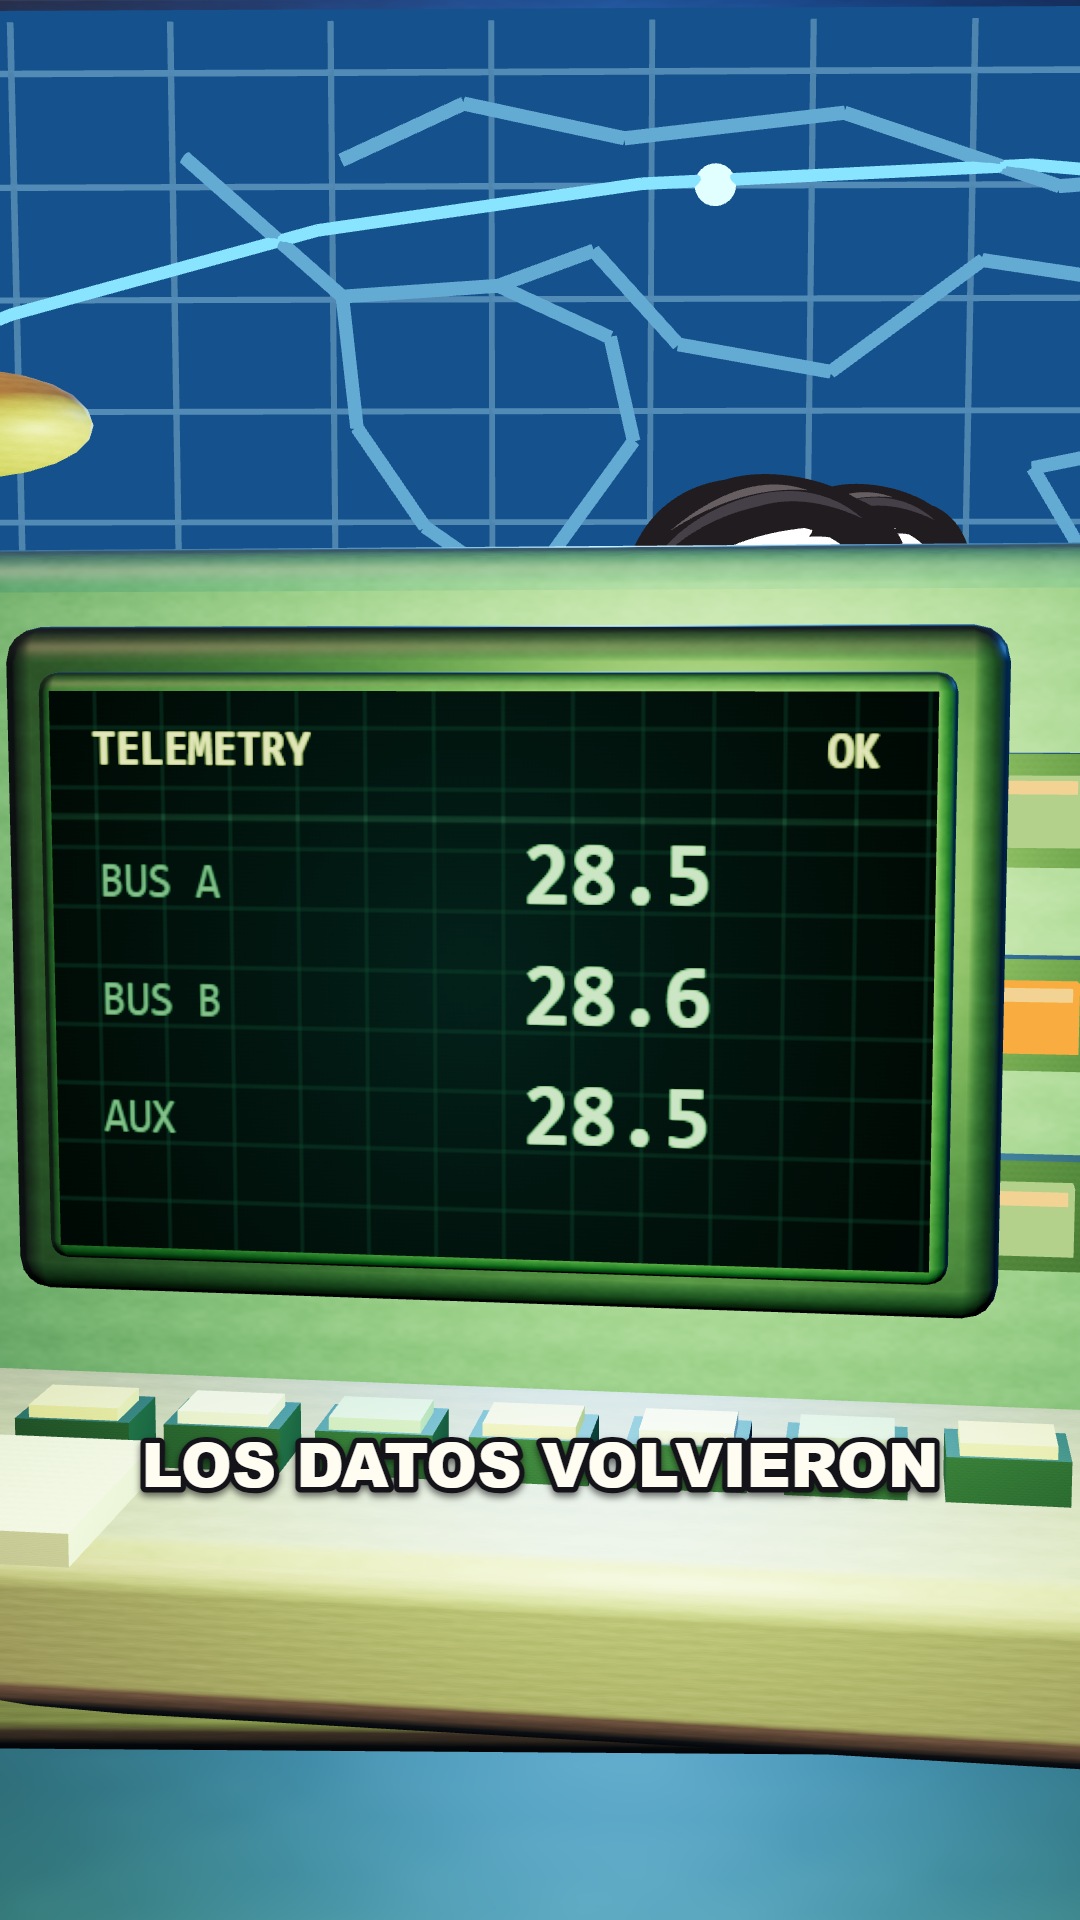 TELEMETRY OK
BUS A 28.5
BUS B 28.6
AUX 28.5
LOS DATOS VOLVIERON